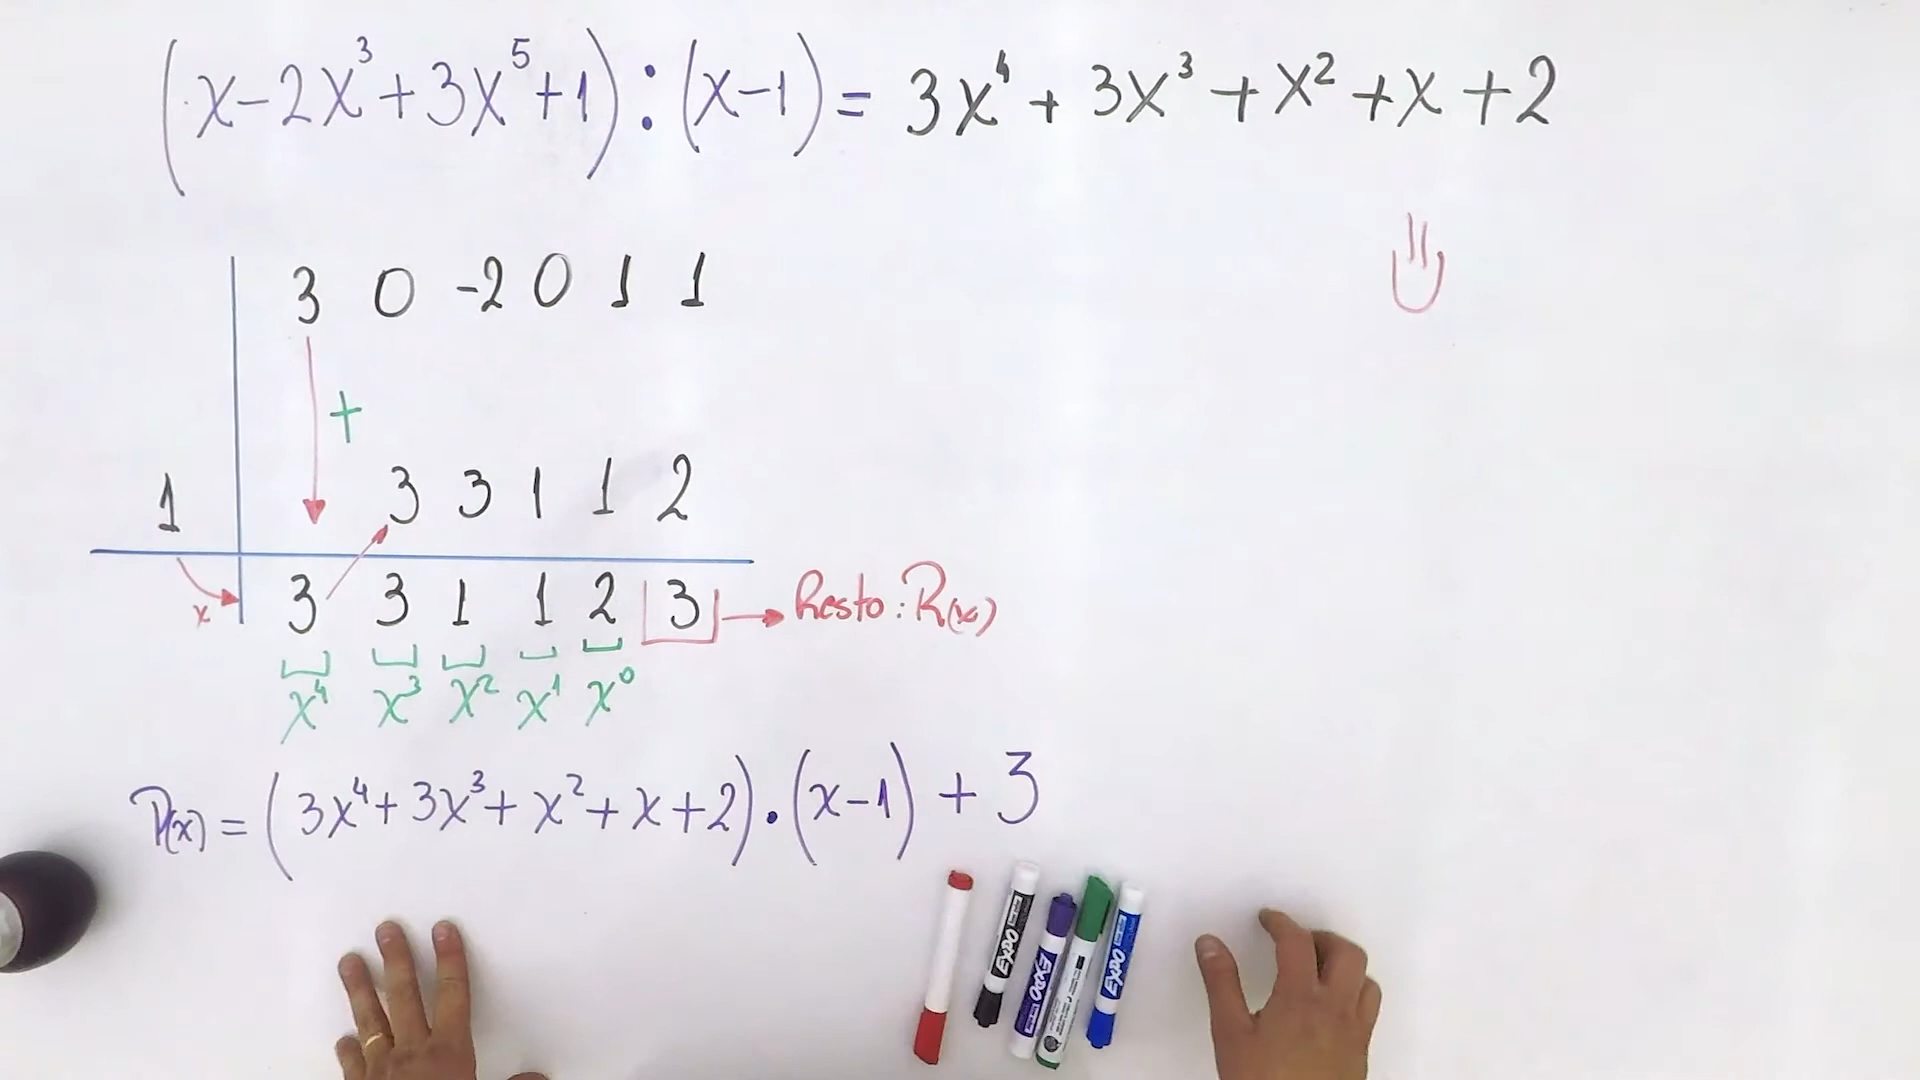 (x-2x³+3x⁵+1):(x-1)=3x⁴+3x³+x²+x+2
3 0 -2 0 1 1
+
1 3 3 1 1 2
x 3 3 1 1 2 3 Resto: R(x)
x⁴ x³ x² x¹ x⁰
P(x)=(3x⁴+3x³+x²+x+2)·(x-1)+3
EXPO EXPO EXPO